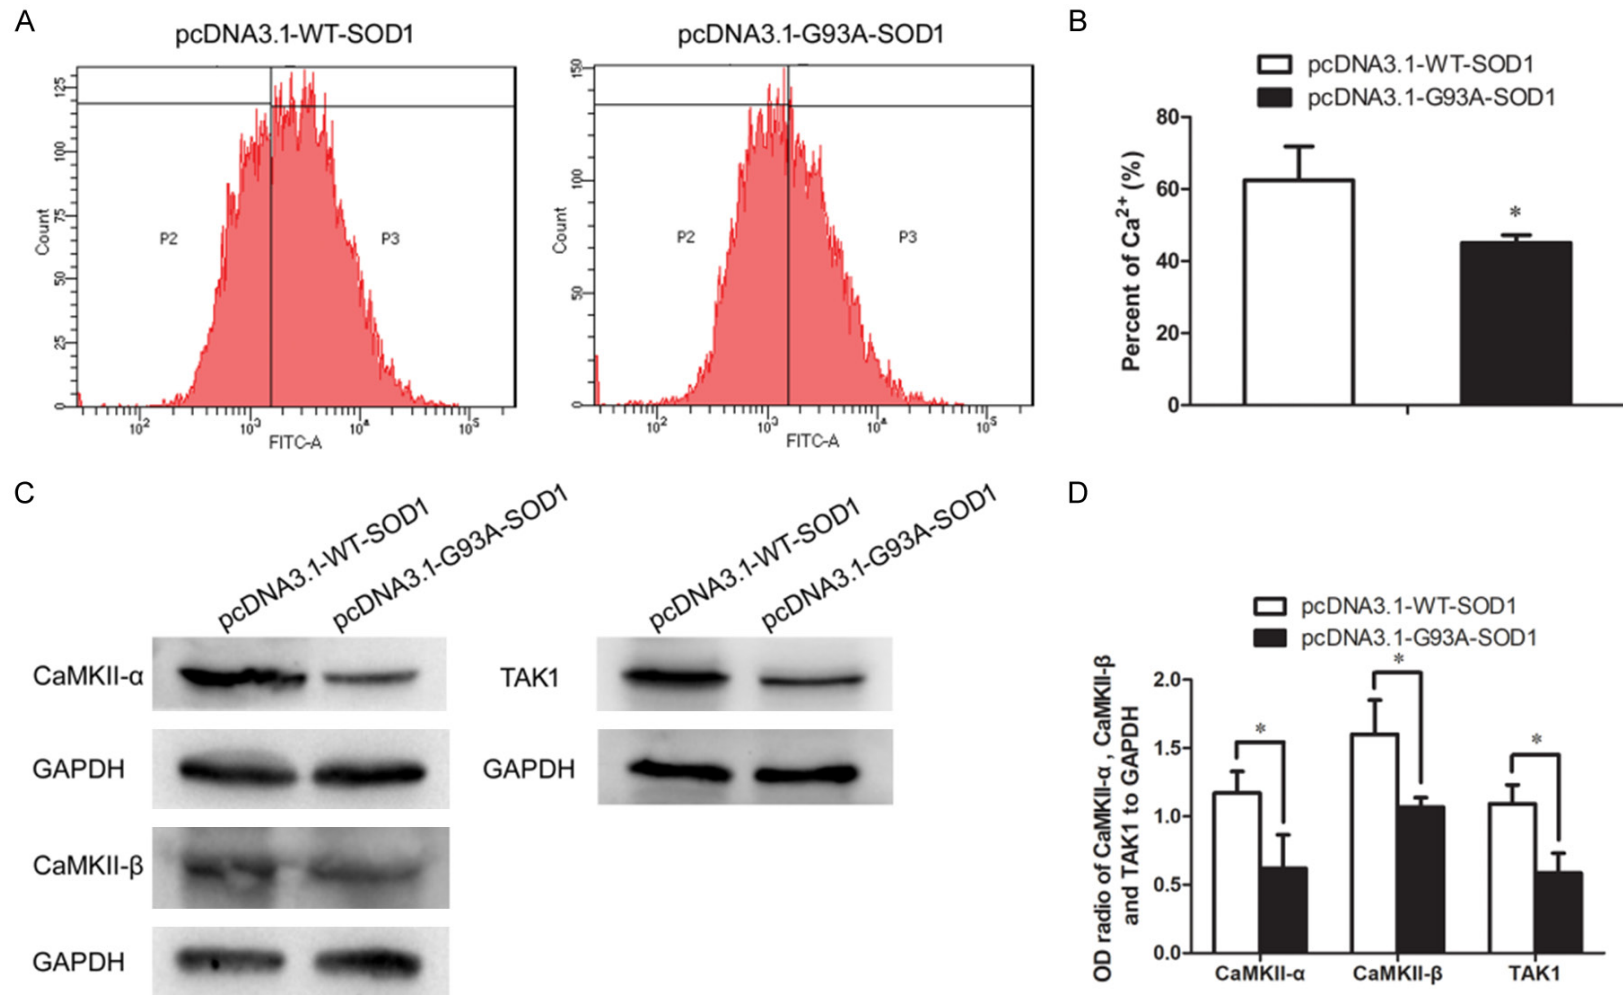 A
pcDNA3.1-WT-SOD1
pcDNA3.1-G93A-SOD1
Count
125
100
75
50
25
0
P2
P3
10²
10³
10⁴
10⁵
FITC-A
Count
150
100
50
0
P2
P3
10²
10³
10⁴
10⁵
FITC-A
B
pcDNA3.1-WT-SOD1
pcDNA3.1-G93A-SOD1
Percent of Ca²⁺ (%)
80
60
40
20
0
*
C
pcDNA3.1-WT-SOD1
pcDNA3.1-G93A-SOD1
pcDNA3.1-WT-SOD1
pcDNA3.1-G93A-SOD1
CaMKII-α
TAK1
GAPDH
GAPDH
CaMKII-β
GAPDH
D
pcDNA3.1-WT-SOD1
pcDNA3.1-G93A-SOD1
OD radio of CaMKII-α , CaMKII-β
and TAK1 to GAPDH
2.0
1.5
1.0
0.5
0.0
*
*
*
CaMKII-α
CaMKII-β
TAK1